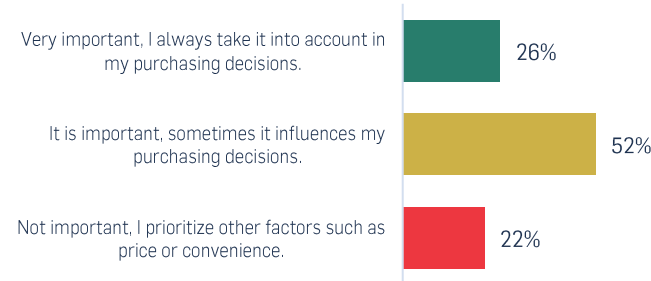 Very important, I always take it into account in
my purchasing decisions.
26%
It is important, sometimes it influences my
purchasing decisions.
52%
Not important, I prioritize other factors such as
price or convenience.
22%